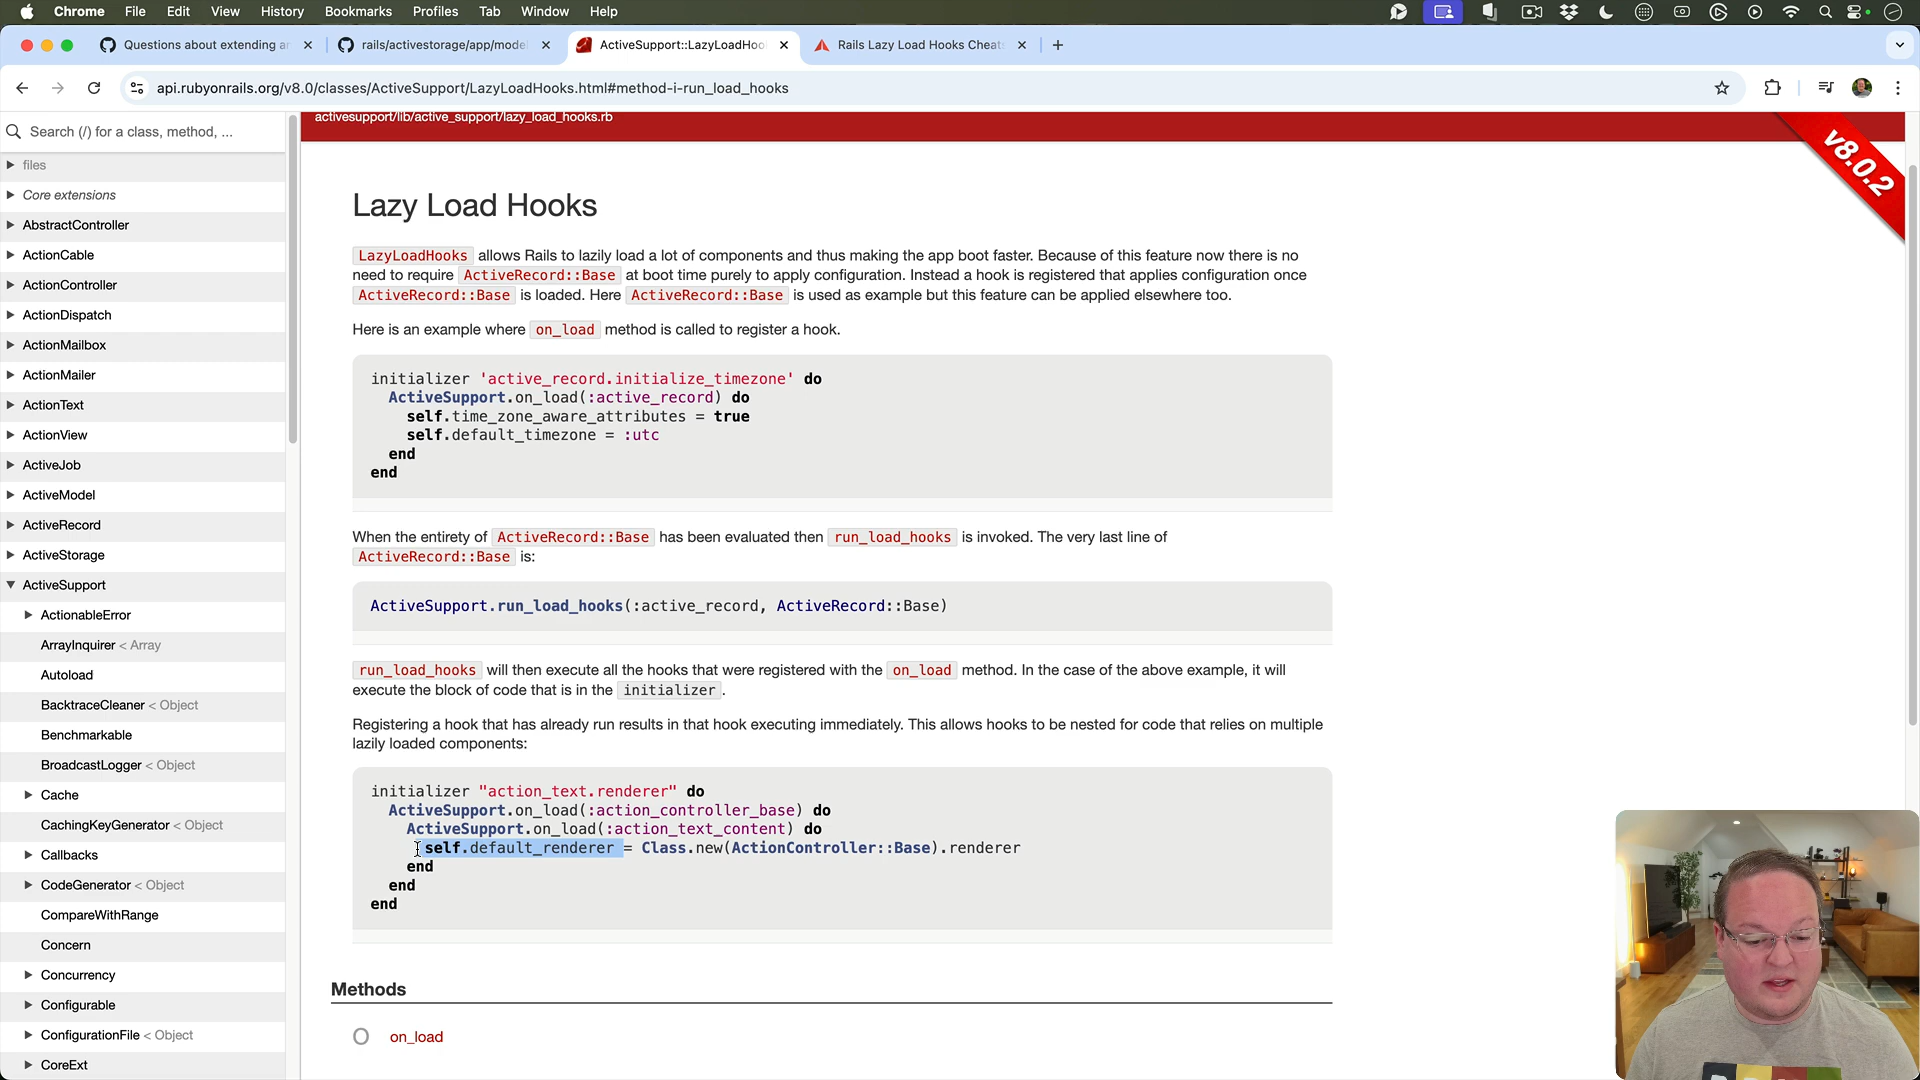 Chrome File Edit View History Bookmarks Profiles Tab Window Help
Questions about extending a
rails/activestorage/app/mode
ActiveSupport::LazyLoadHoo
Rails Lazy Load Hooks Cheat
api.rubyonrails.org/v8.0/classes/ActiveSupport/LazyLoadHooks.html#method-i-run_load_hooks
Search (/) for a class, method, ...
files
Core extensions
AbstractController
ActionCable
ActionController
ActionDispatch
ActionMailbox
ActionMailer
ActionText
ActionView
ActiveJob
ActiveModel
ActiveRecord
ActiveStorage
ActiveSupport
ActionableError
ArrayInquirer < Array
Autoload
BacktraceCleaner < Object
Benchmarkable
BroadcastLogger < Object
Cache
CachingKeyGenerator < Object
Callbacks
CodeGenerator < Object
CompareWithRange
Concern
Concurrency
Configurable
ConfigurationFile < Object
CoreExt
activesupport/lib/active_support/lazy_load_hooks.rb
v8.0.2
Lazy Load Hooks
LazyLoadHooks allows Rails to lazily load a lot of components and thus making the app boot faster. Because of this feature now there is no
need to require ActiveRecord::Base at boot time purely to apply configuration. Instead a hook is registered that applies configuration once
ActiveRecord::Base is loaded. Here ActiveRecord::Base is used as example but this feature can be applied elsewhere too.
Here is an example where on_load method is called to register a hook.
initializer 'active_record.initialize_timezone' do
ActiveSupport.on_load(:active_record) do
self.time_zone_aware_attributes = true
self.default_timezone = :utc
end
end
When the entirety of ActiveRecord::Base has been evaluated then run_load_hooks is invoked. The very last line of
ActiveRecord::Base is:
ActiveSupport.run_load_hooks(:active_record, ActiveRecord::Base)
run_load_hooks will then execute all the hooks that were registered with the on_load method. In the case of the above example, it will
execute the block of code that is in the initializer.
Registering a hook that has already run results in that hook executing immediately. This allows hooks to be nested for code that relies on multiple
lazily loaded components:
initializer "action_text.renderer" do
ActiveSupport.on_load(:action_controller_base) do
ActiveSupport.on_load(:action_text_content) do
self.default_renderer = Class.new(ActionController::Base).renderer
end
end
end
Methods
O on_load